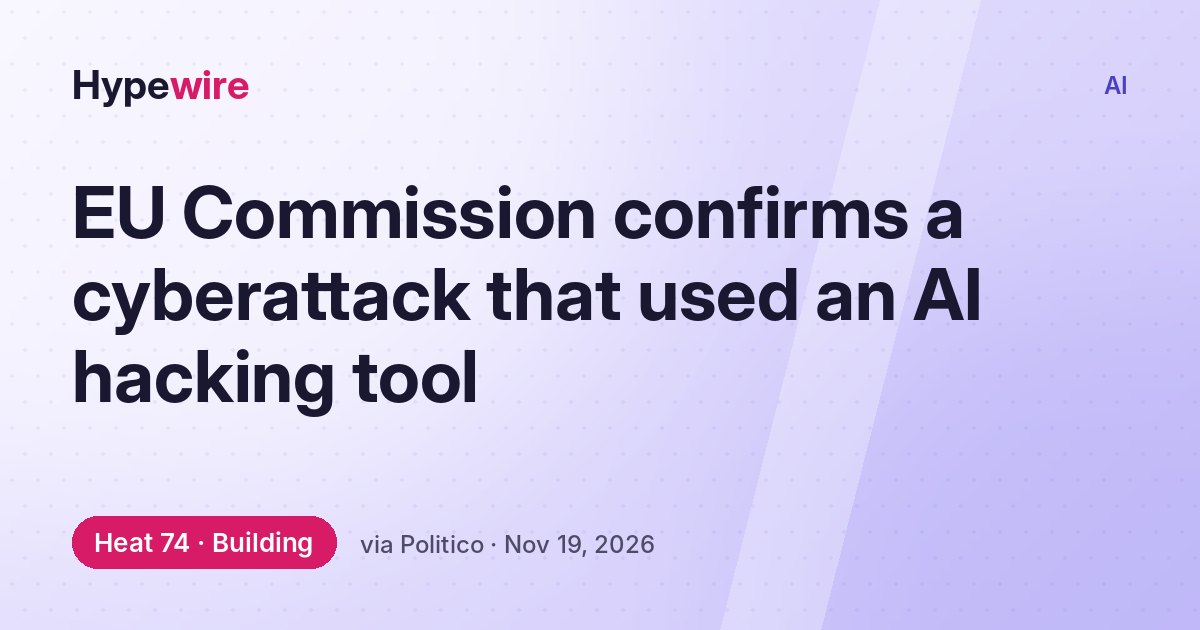 Hypewire
AI
EU Commission confirms a
cyberattack that used an AI
hacking tool
Heat 74 · Building
via Politico · Nov 19, 2026